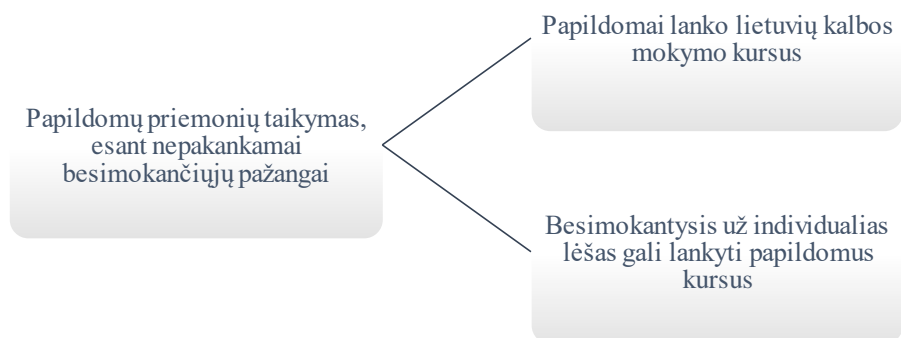 Papildomų priemonių taikymas,
esant nepakankamai
besimokančiųjų pažangai
Papildomai lanko lietuvių kalbos
mokymo kursus
Besimokantysis už individualias
lėšas gali lankyti papildomus
kursus